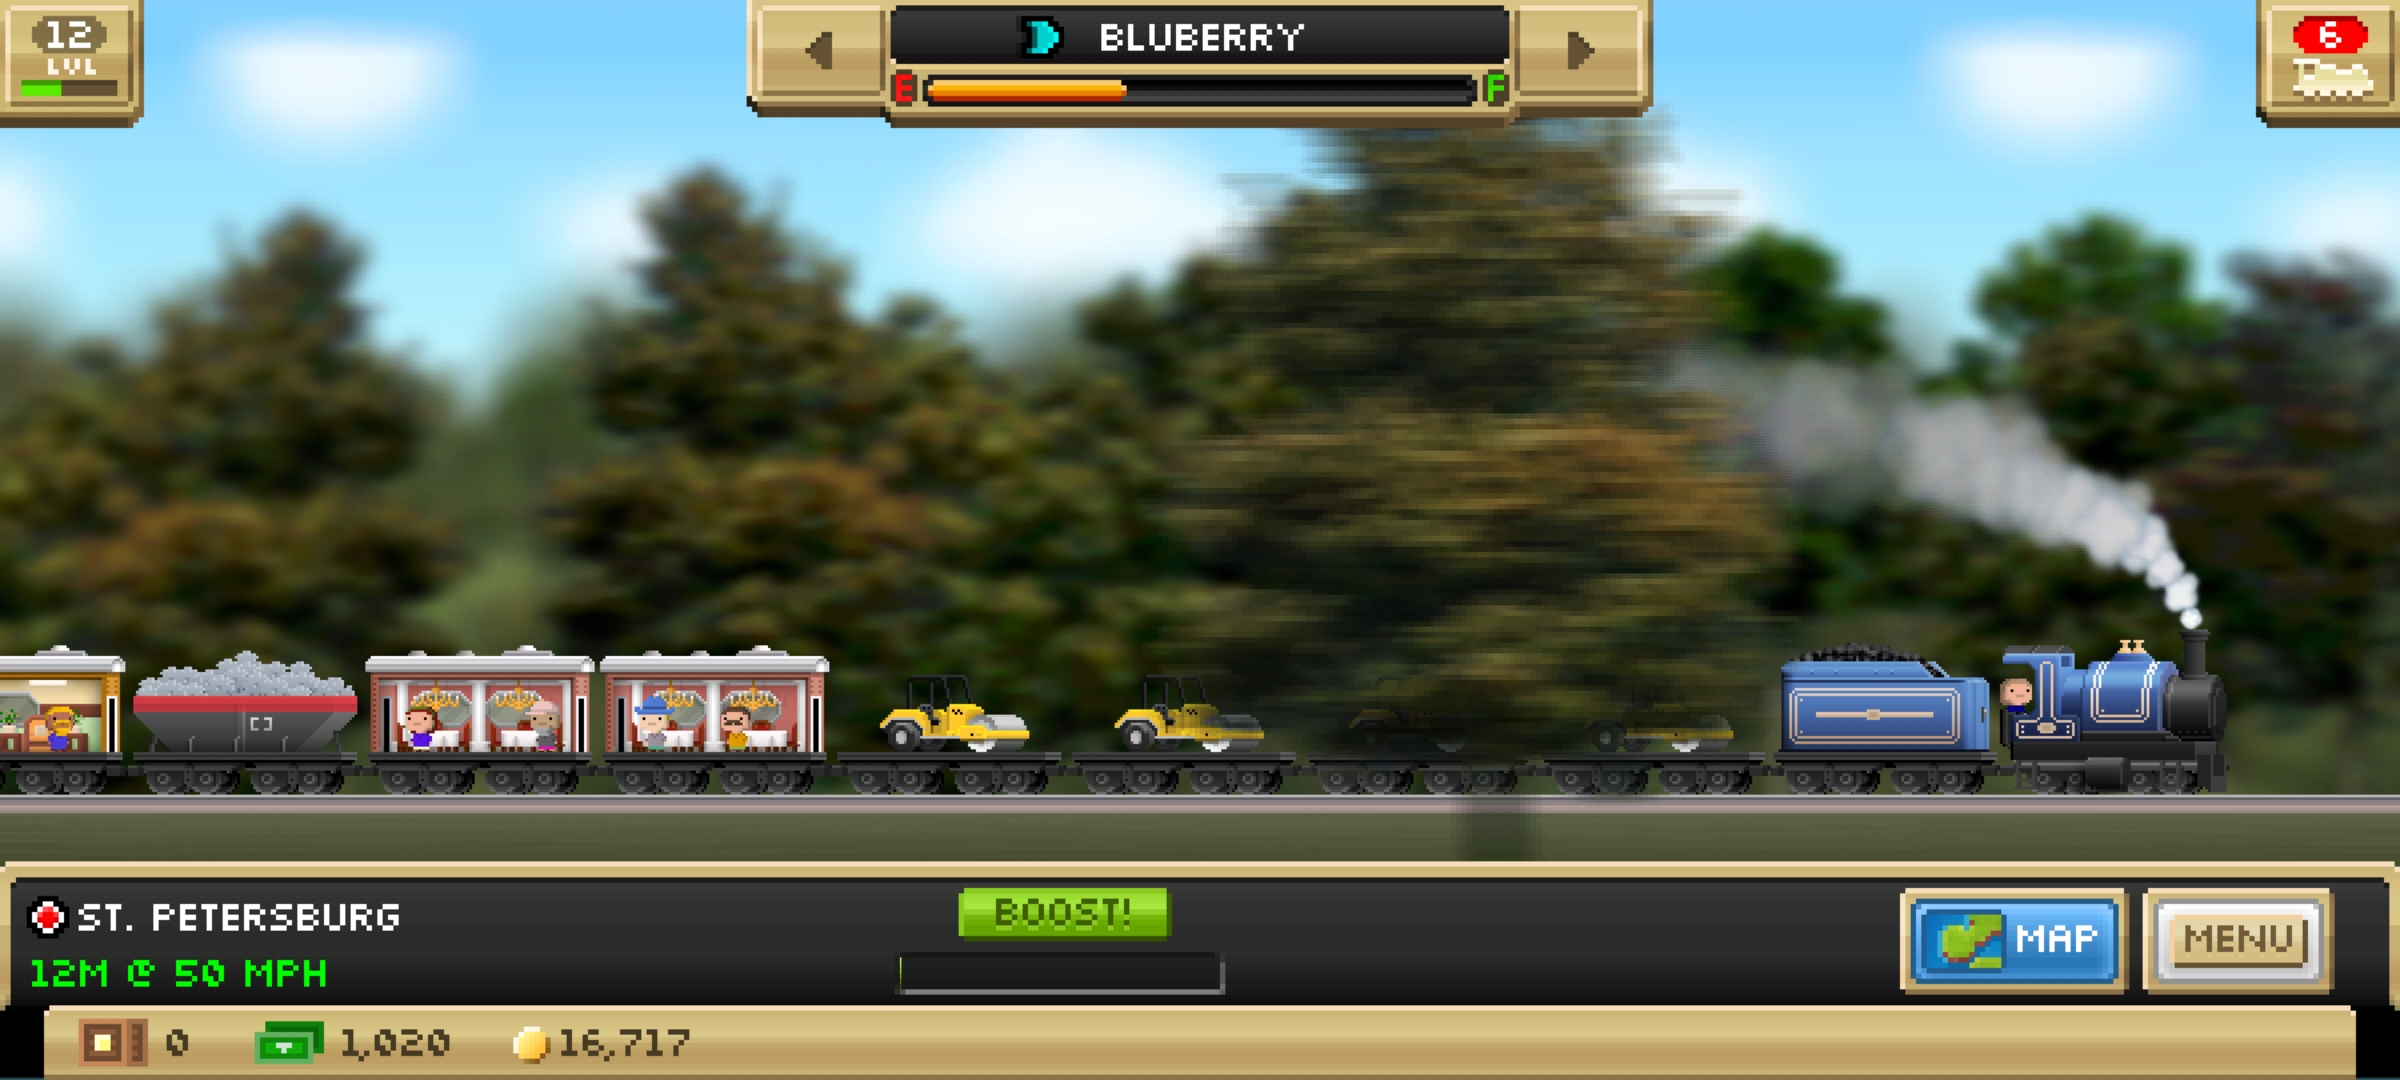 12
LVL
BLUBERRY
E F
6
ST. PETERSBURG
12M @ 50 MPH
BOOST!
MAP
MENU
0 1,020 16,717